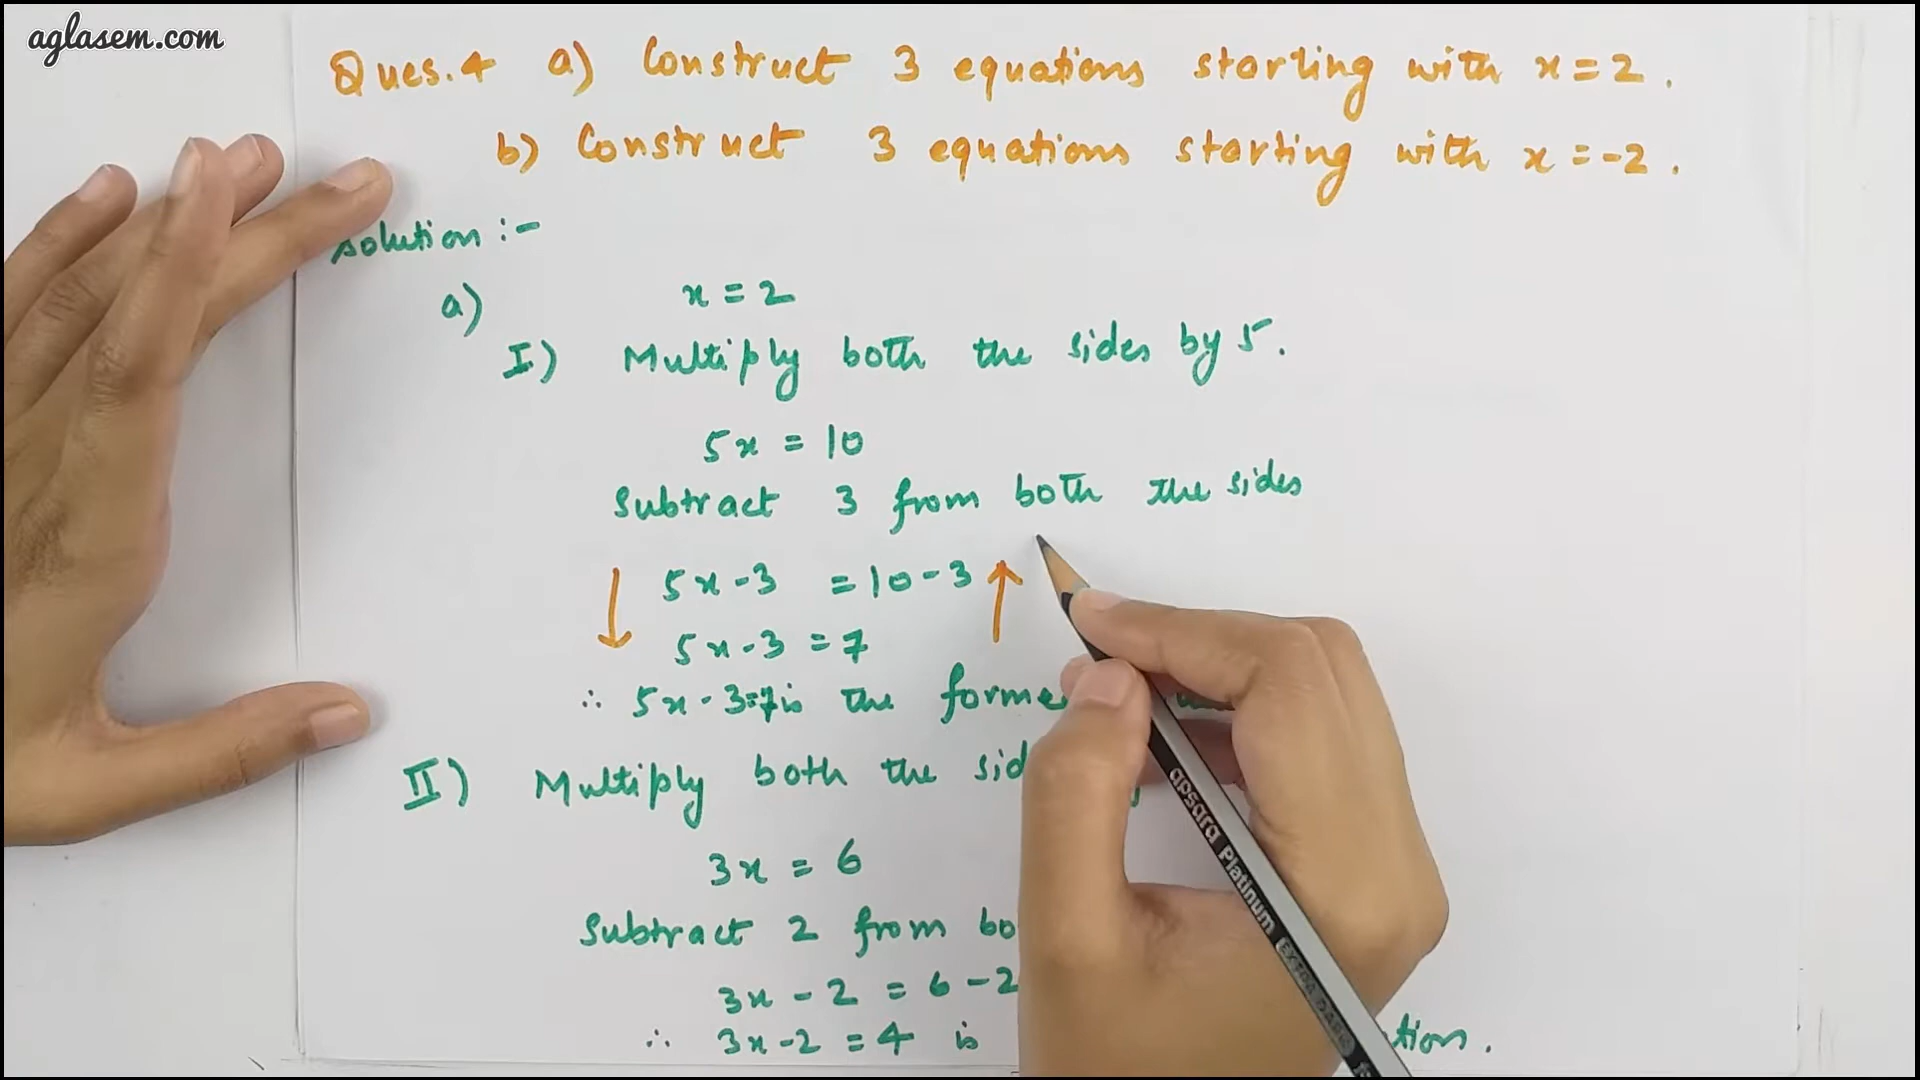 aglasem.com
Ques.4 a) Construct 3 equations starting with x=2.
b) Construct 3 equations starting with x=-2.
Solution :-
a) x=2
I) Multiply both the sides by 5.
5x = 10
Subtract 3 from both the sides
5x-3 = 10-3
5x-3 = 7
∴ 5x-3=7 is the forme
II) Multiply both the sid
3x = 6
Subtract 2 from bo
3x - 2 = 6 - 2
∴ 3x-2 = 4 is tion.
apsara Platinum EXTRA DARK